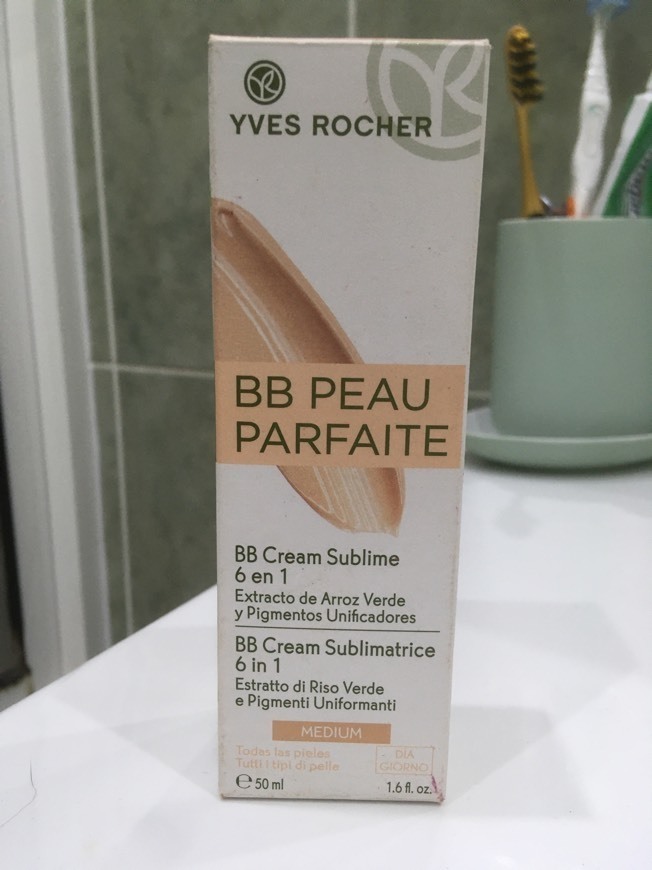 YVES ROCHER
BB PEAU
PARFAITE
BB Cream Sublime
6 en 1
Extracto de Arroz Verde
y Pigmentos Unificadores
BB Cream Sublimatrice
6 in 1
Estratto di Riso Verde
e Pigmenti Uniformanti
MEDIUM
Todas las pieles
Tutti i tipi di pelle
DÍA
GIORNO
℮ 50 ml
1.6 fl. oz.